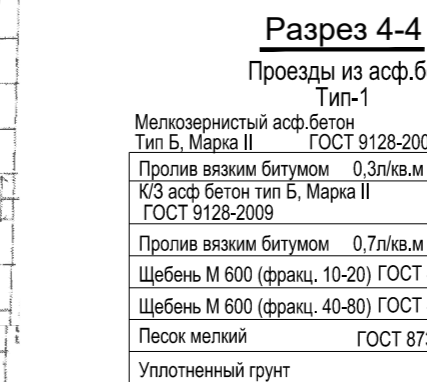 Разрез 4-4
Проезды из асф.б
Тип-1
Мелкозернистый асф.бетон
Тип Б, Марка II ГОСТ 9128-200
Пролив вязким битумом 0,3л/кв.м
К/З асф бетон тип Б, Марка II
ГОСТ 9128-2009
Пролив вязким битумом 0,7л/кв.м
Щебень М 600 (фракц. 10-20) ГОСТ
Щебень М 600 (фракц. 40-80) ГОСТ
Песок мелкий ГОСТ 873
Уплотненный грунт